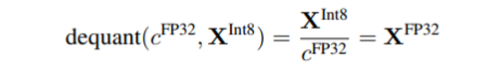 dequant(c^FP32, X^Int8) = X^Int8 / c^FP32 = X^FP32